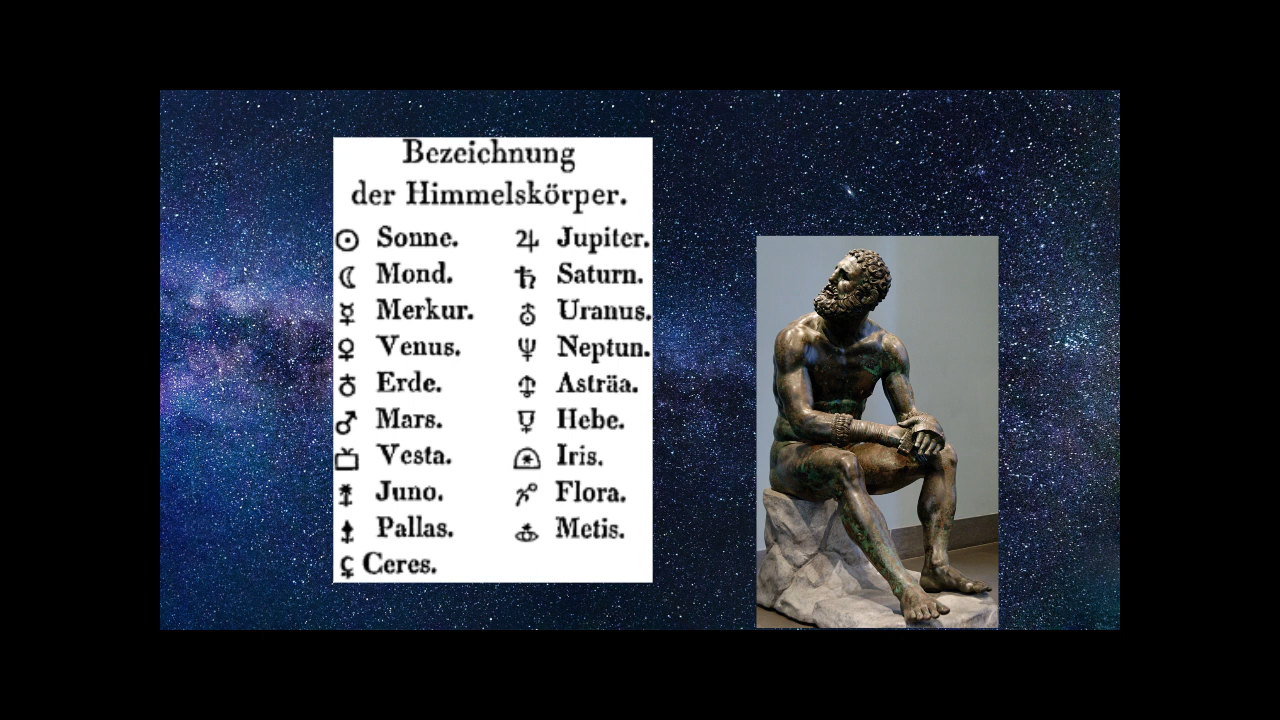 Bezeichnung
der Himmelskörper.
☉ Sonne.
☾ Mond.
☿ Merkur.
♀ Venus.
♁ Erde.
♂ Mars.
Vesta.
Juno.
Pallas.
Ceres.
♃ Jupiter.
♄ Saturn.
Uranus.
♆ Neptun.
Asträa.
Hebe.
Iris.
Flora.
Metis.